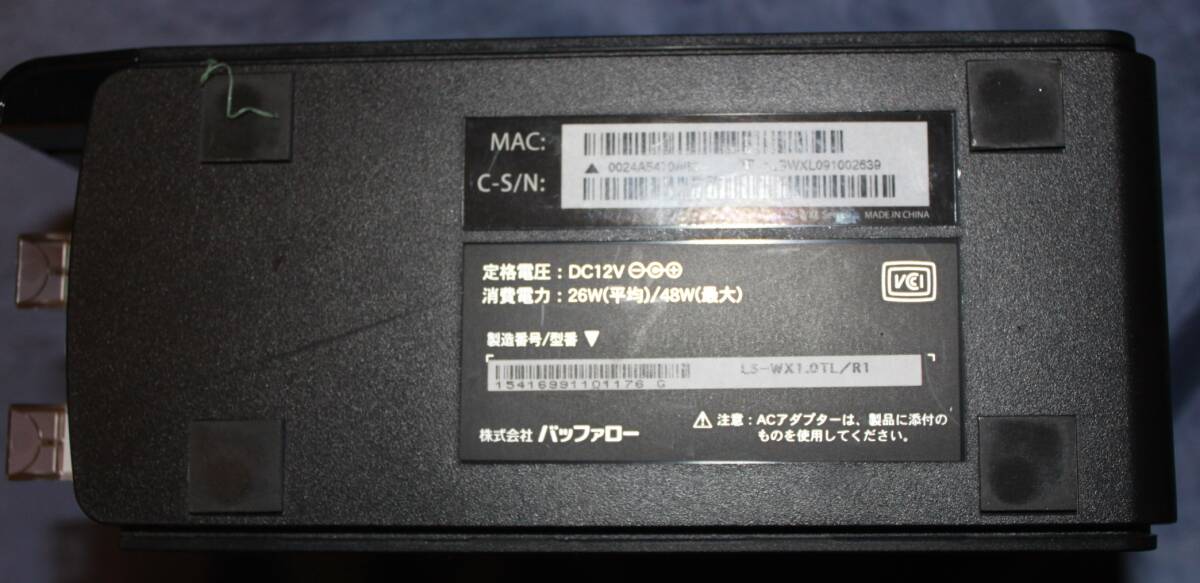 MAC:
▲
WXL091002639
C-S/N:
MADE IN CHINA
定格電圧：DC12V
消費電力：26W(平均)/48W(最大)
VCCI
製造番号/型番 ▼
15416991101176 G
LS-WX1.0TL/R1
株式会社 バッファロー
⚠ 注意：ACアダプターは、製品に添付の
ものを使用してください。